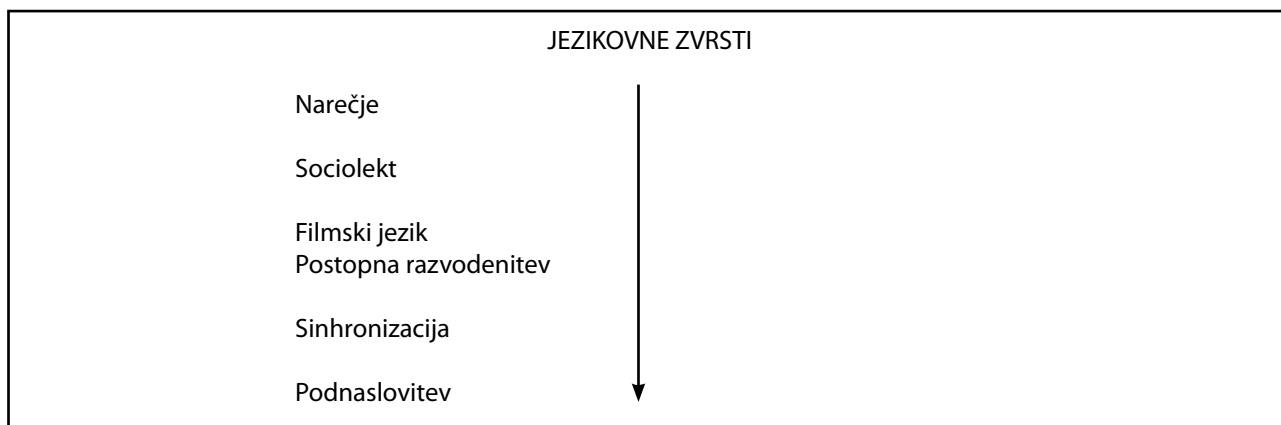 JEZIKOVNE ZVRSTI
Narečje
Sociolekt
Filmski jezik
Postopna razvodenitev
Sinhronizacija
Podnaslovitev